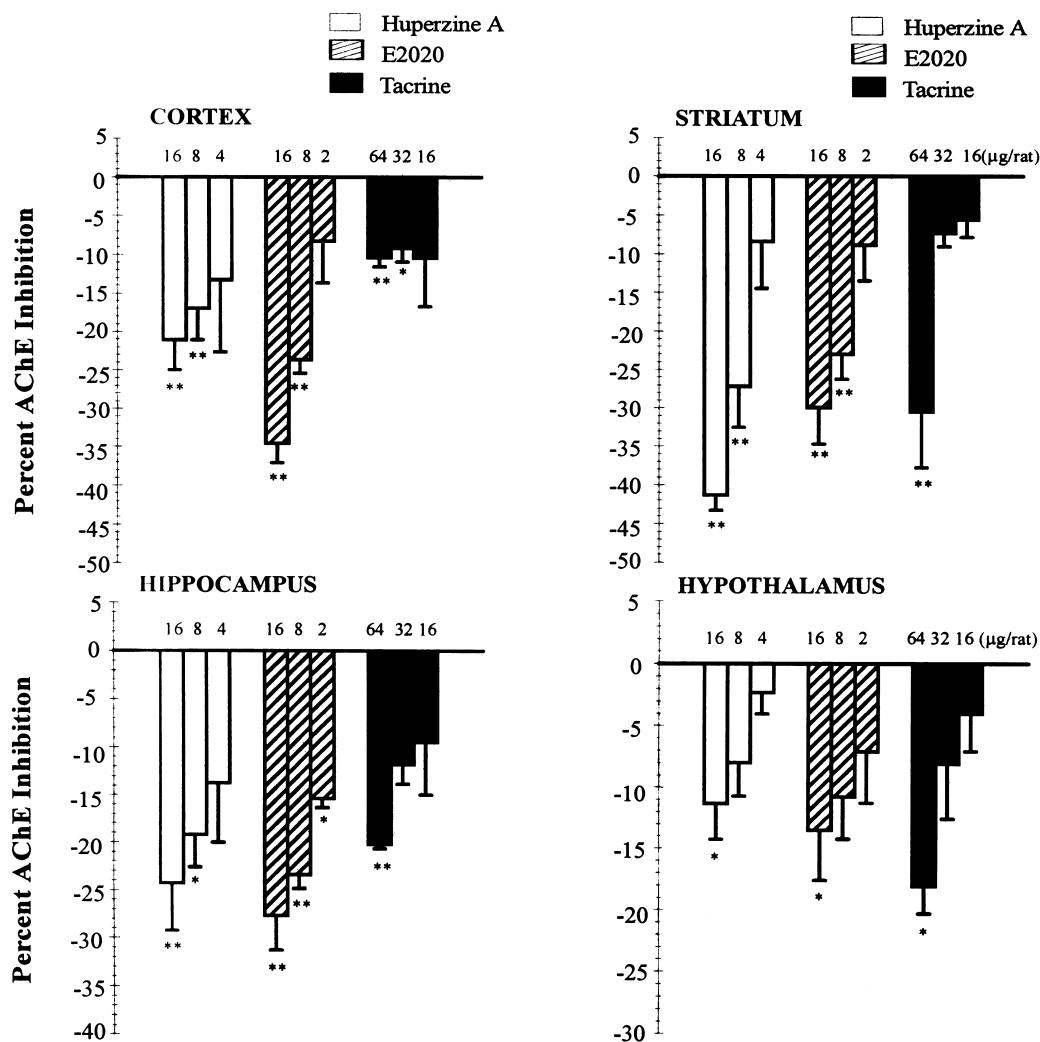 Huperzine A
E2020
Tacrine
Huperzine A
E2020
Tacrine
CORTEX
5
0
-5
-10
-15
-20
-25
-30
-35
-40
-45
-50
16 8 4 16 8 2 64 32 16
** ** ** ** ** *
Percent AChE Inhibition
STRIATUM
5
0
-5
-10
-15
-20
-25
-30
-35
-40
-45
-50
16 8 4 16 8 2 64 32 16(µg/rat)
** ** ** ** **
HIPPOCAMPUS
5
0
-5
-10
-15
-20
-25
-30
-35
-40
16 8 4 16 8 2 64 32 16
** * ** ** * **
Percent AChE Inhibition
HYPOTHALAMUS
5
0
-5
-10
-15
-20
-25
-30
16 8 4 16 8 2 64 32 16 (µg/rat)
* * *